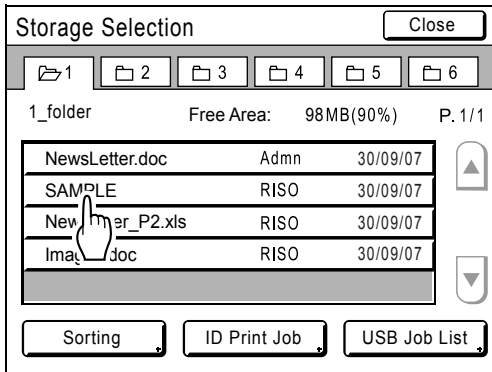 Storage Selection Close
1 2 3 4 5 6
1_folder Free Area: 98MB(90%) P. 1/1
NewsLetter.doc Admn 30/09/07
SAMPLE RISO 30/09/07
RISO 30/09/07
RISO 30/09/07
Sorting ID Print Job USB Job List